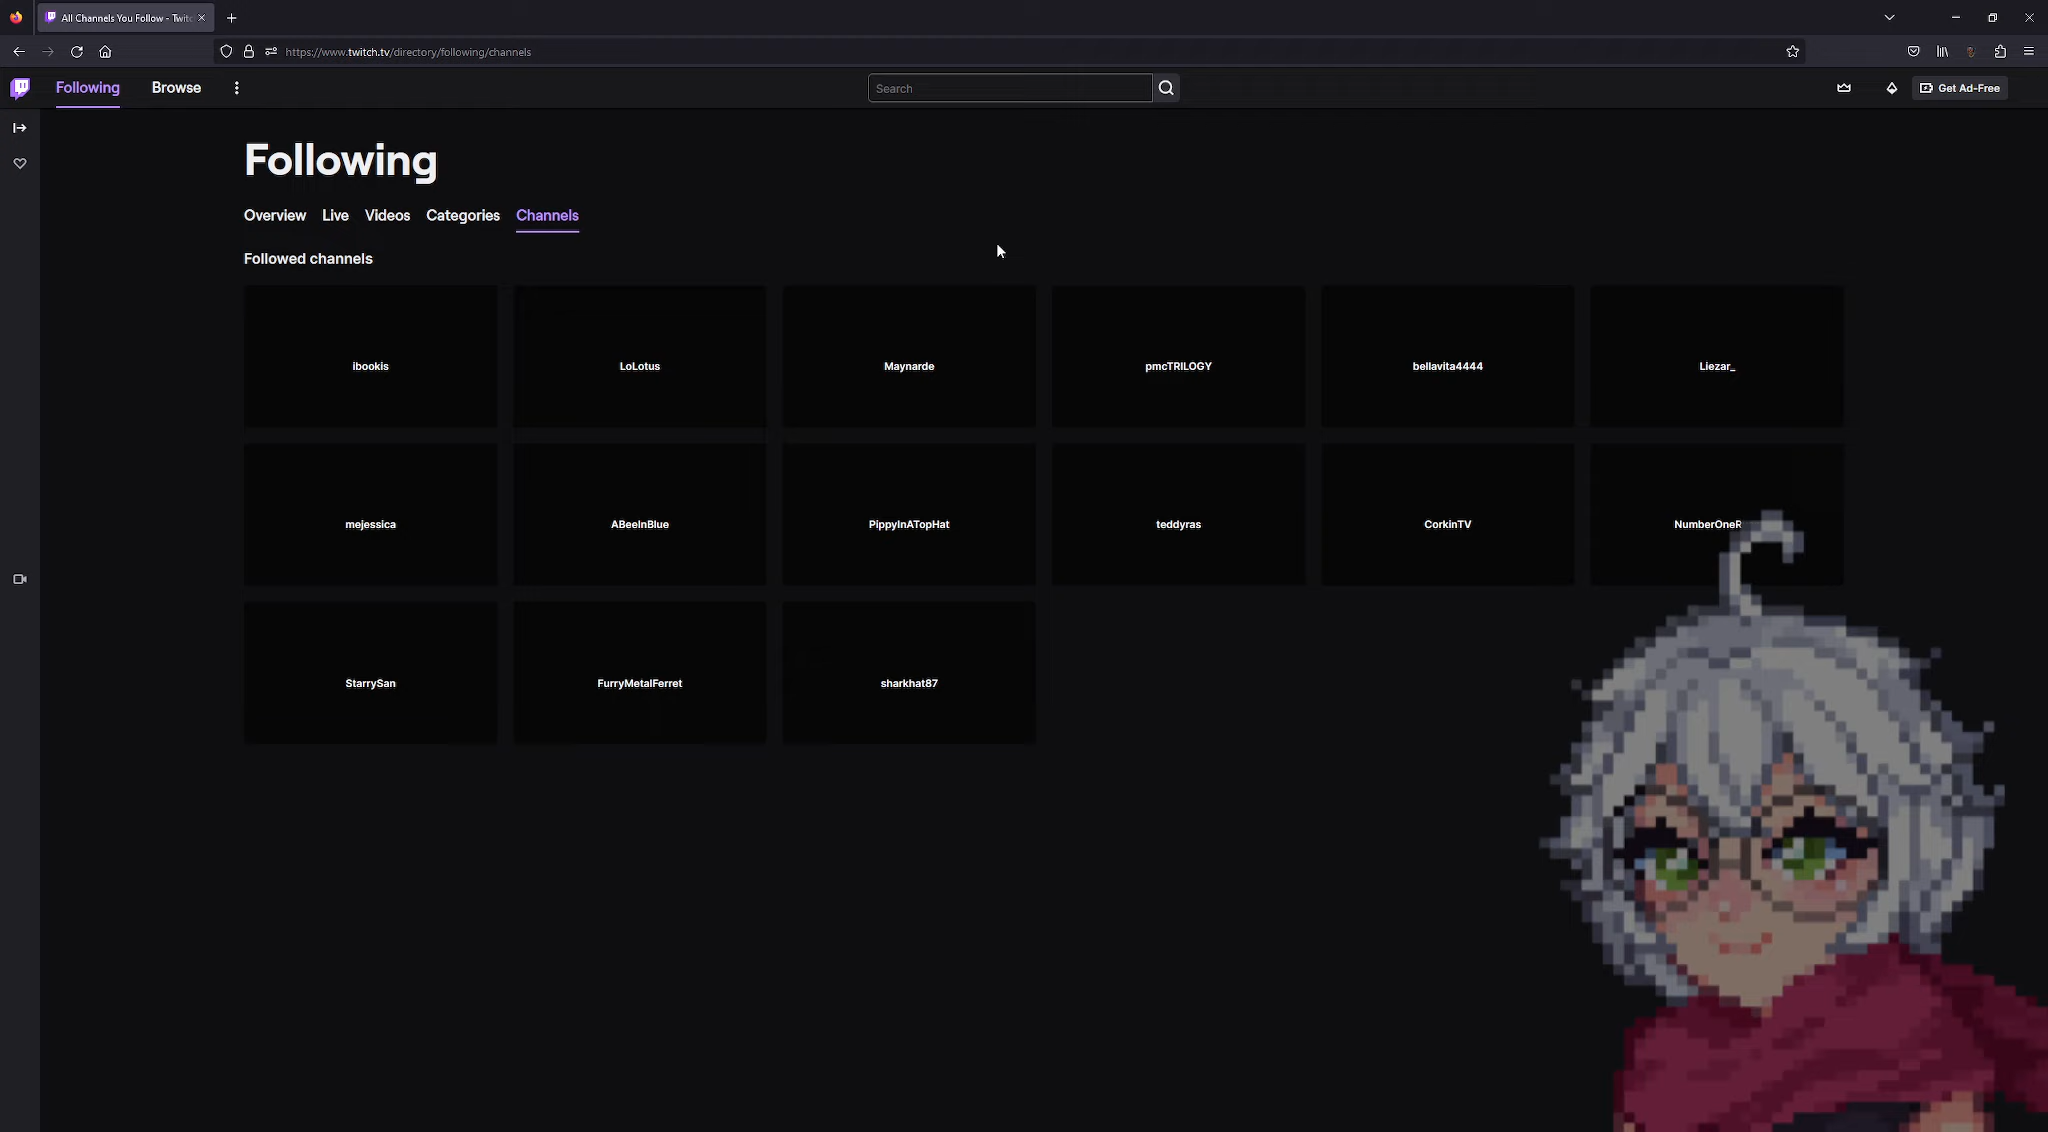 All Channels You Follow - Twitc
https://www.twitch.tv/directory/following/channels
Following Browse
Search
Get Ad-Free
Following
Overview Live Videos Categories Channels
Followed channels
ibookis LoLotus Maynarde pmcTRILOGY bellavita4444 Liezar_
mejessica ABeeInBlue PippyInATopHat teddyras CorkinTV NumberOneR
StarrySan FurryMetalFerret sharkhat87